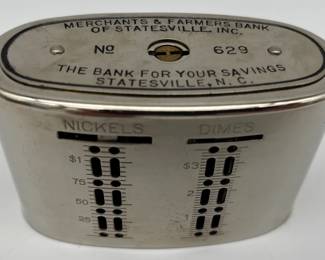 MERCHANTS & FARMERS BANK
OF STATESVILLE, INC.
No 629
THE BANK FOR YOUR SAVINGS
STATESVILLE, N.C.
NICKELS DIMES
$1 $3
75
2
50
25 1